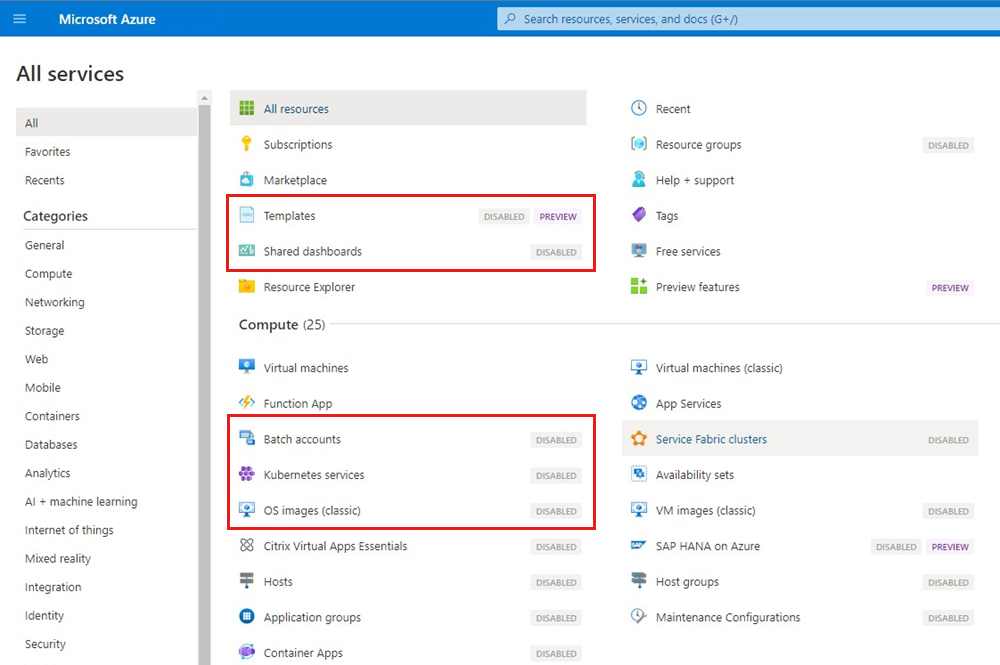 Microsoft Azure
Search resources, services, and docs (G+/)
All services
All
Favorites
Recents
Categories
General
Compute
Networking
Storage
Web
Mobile
Containers
Databases
Analytics
AI + machine learning
Internet of things
Mixed reality
Integration
Identity
Security
All resources
Recent
Subscriptions
Resource groups DISABLED
Marketplace
Help + support
Templates DISABLED PREVIEW
Tags
Shared dashboards DISABLED
Free services
Resource Explorer
Preview features PREVIEW
Compute (25)
Virtual machines
Virtual machines (classic)
Function App
App Services
Batch accounts DISABLED
Service Fabric clusters DISABLED
Kubernetes services DISABLED
Availability sets
OS images (classic) DISABLED
VM images (classic) DISABLED
Citrix Virtual Apps Essentials DISABLED
SAP HANA on Azure DISABLED PREVIEW
Hosts DISABLED
Host groups DISABLED
Application groups DISABLED
Maintenance Configurations DISABLED
Container Apps DISABLED